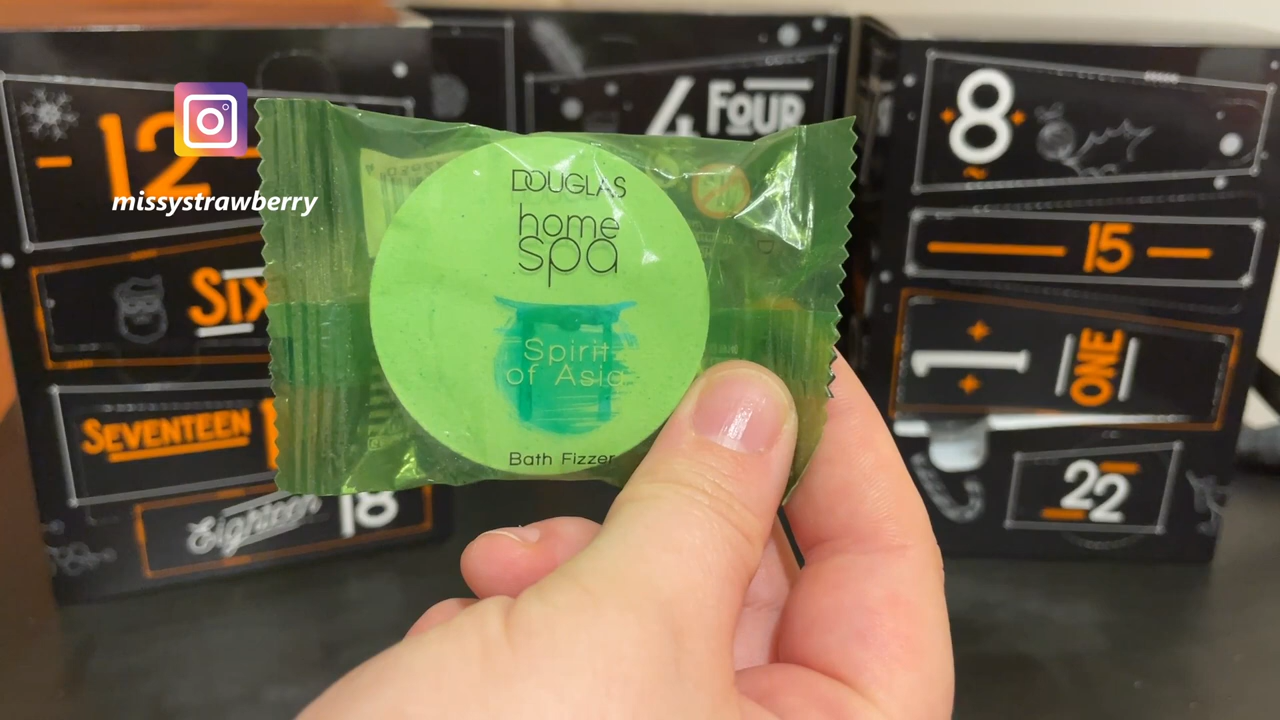 12
missystrawberry
SIX
SEVENTEEN
Eighteen 18
DOUGLAS
home
spa
Spirit
of Asia
Bath Fizzer
4 FOUR
8
15
1 ONE
22